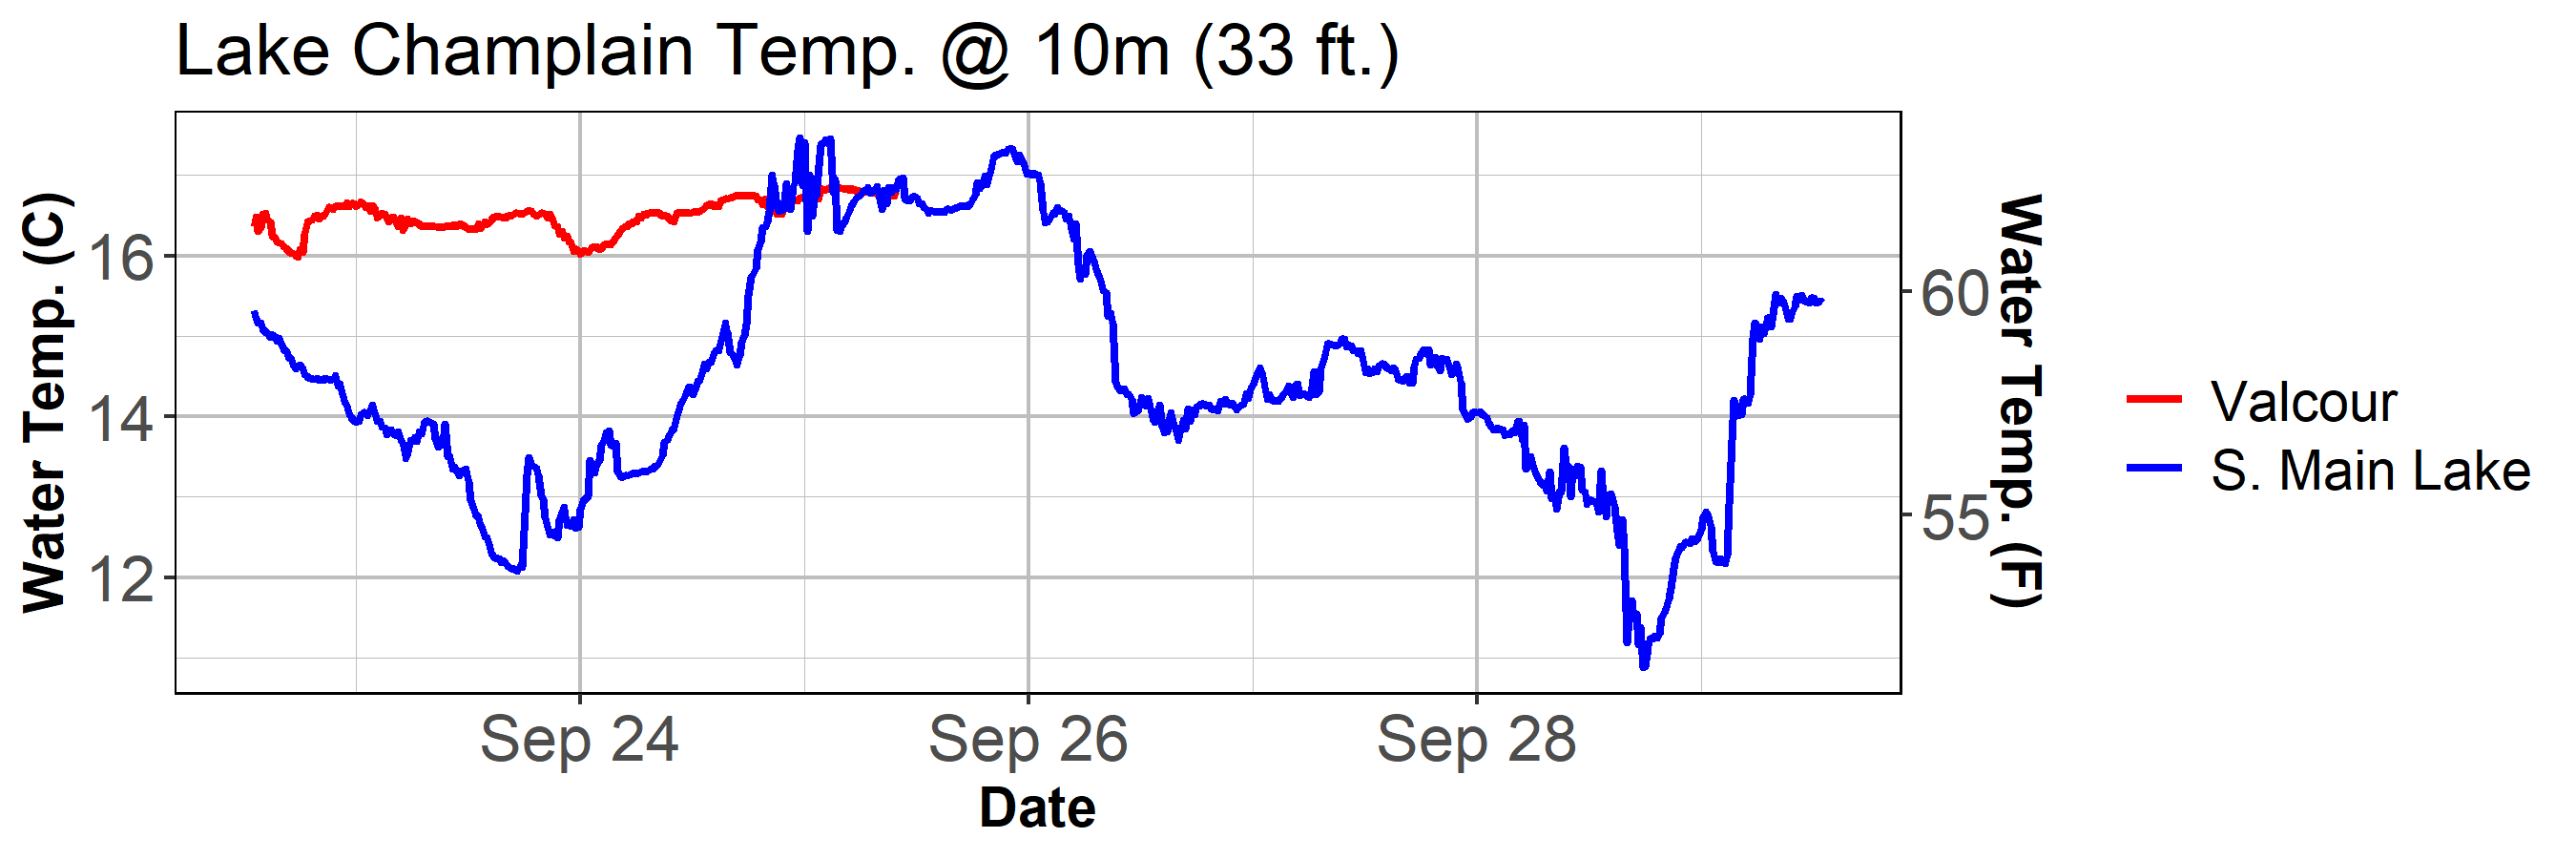 Lake Champlain Temp. @ 10m (33 ft.)
Water Temp. (C)
16
14
12
Water Temp. (F)
60
55
Sep 24
Sep 26
Sep 28
Date
Valcour
S. Main Lake